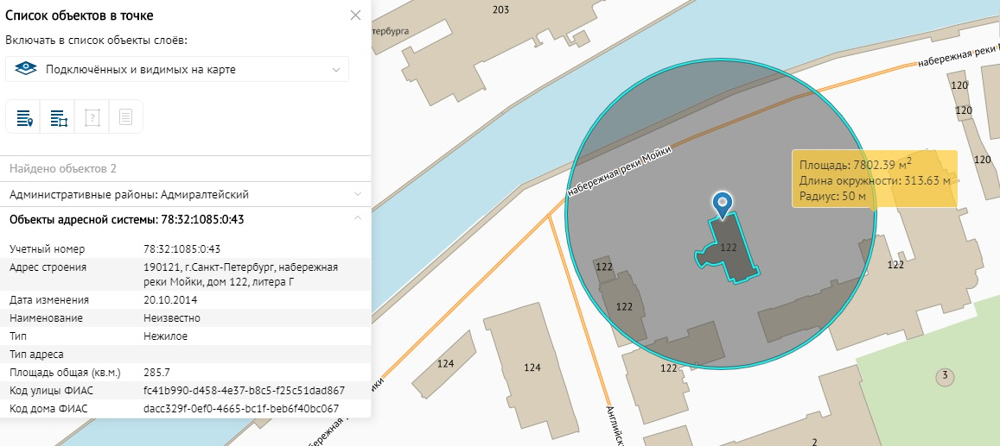 Список объектов в точке
Включать в список объекты слоёв:
Подключённых и видимых на карте
Найдено объектов 2
Административные районы: Адмиралтейский
Объекты адресной системы: 78:32:1085:0:43
Учетный номер 78:32:1085:0:43
Адрес строения 190121, г.Санкт-Петербург, набережная
реки Мойки, дом 122, литера Г
Дата изменения 20.10.2014
Наименование Неизвестно
Тип Нежилое
Тип адреса
Площадь общая (кв.м.) 285.7
Код улицы ФИАС fc41b990-d458-4e37-b8c5-f25c51dad867
Код дома ФИАС dacc329f-0ef0-4665-bc1f-beb6f40bc067
203
тербурга
набережная реки М
120
120
120
набережная реки Мойки
Площадь: 7802.39 м²
Длина окружности: 313.63 м
Радиус: 50 м
122
122
122
122
122
124
124
3
2
йки
бережная р
Английск
?